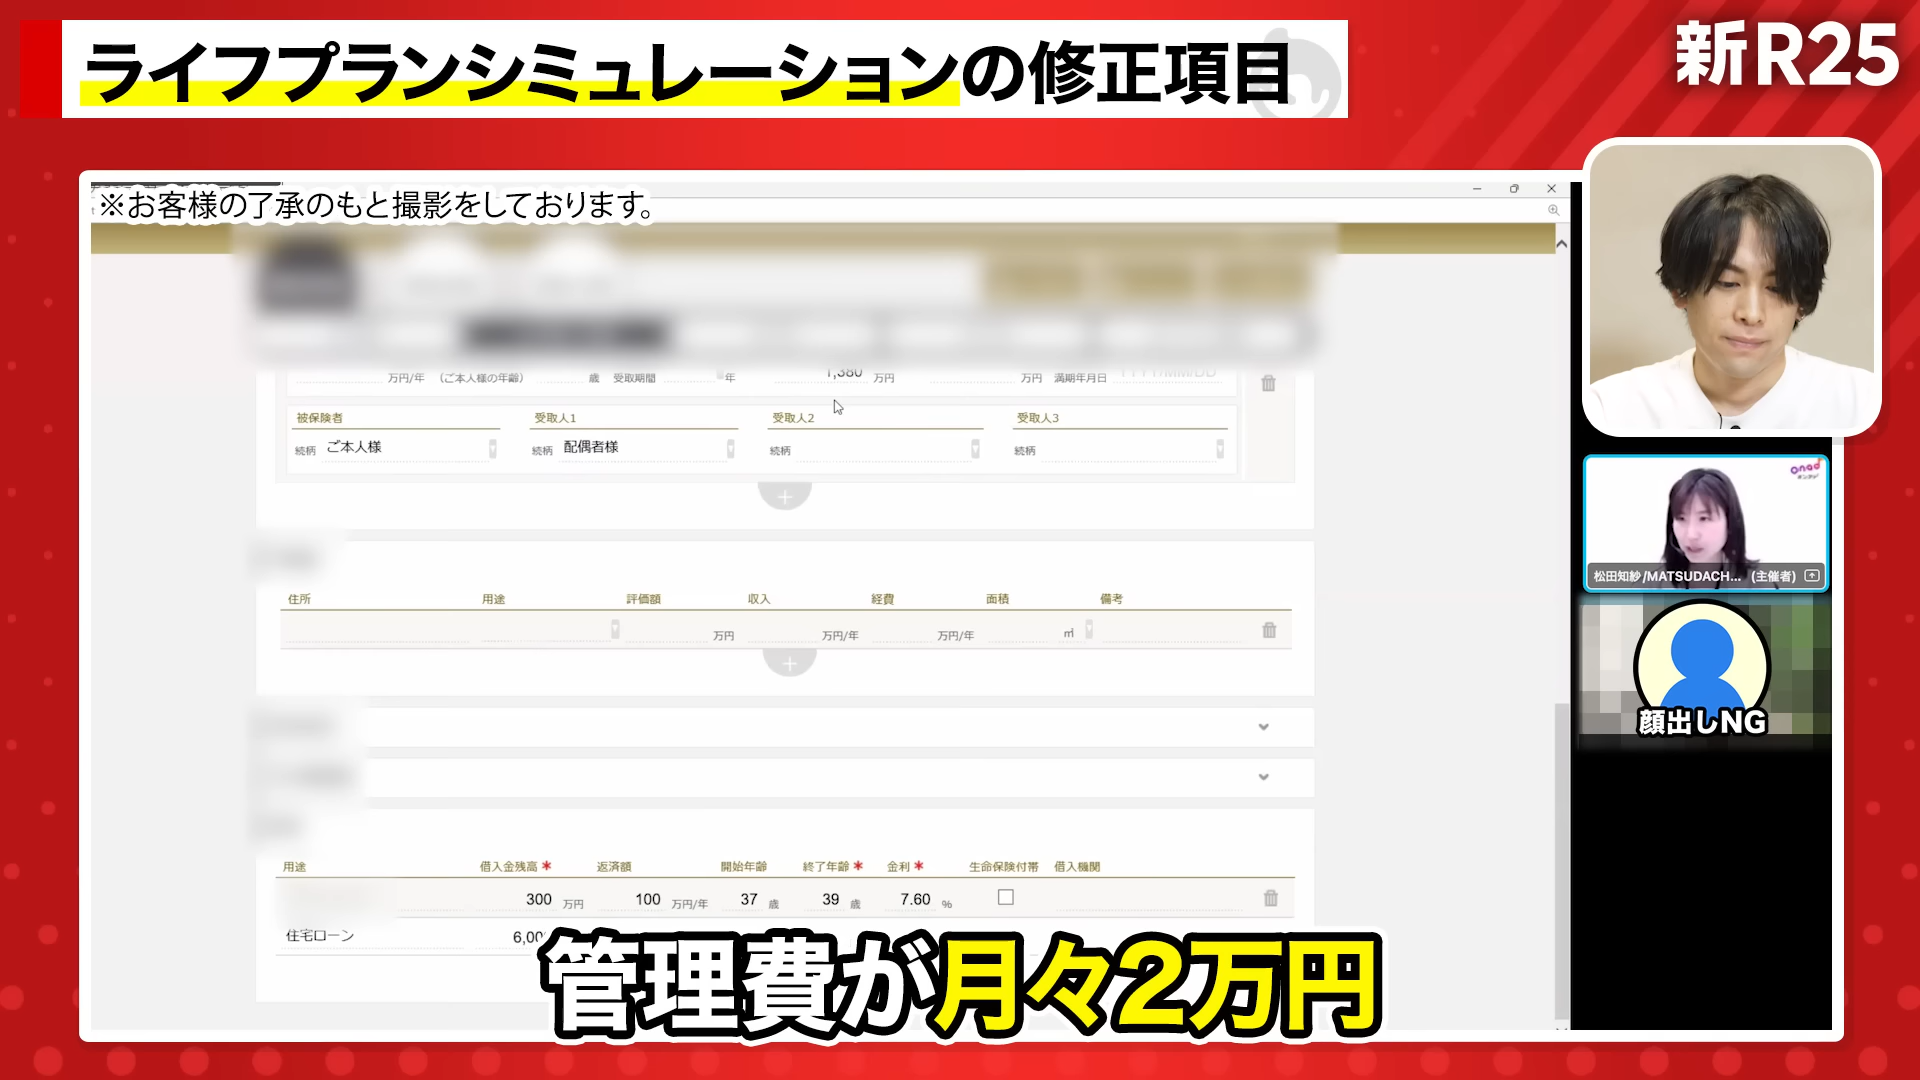 ライフプランシミュレーションの修正項目
新R25
※お客様の了承のもと撮影をしております。
万円/年 (ご本人様の年齢) 歳 受取期間 年 1,380 万円 万円 満期年月日 YYYY/MM/DD
被保険者 受取人1 受取人2 受取人3
続柄 ご本人様 続柄 配偶者様 続柄 続柄
住所 用途 評価額 収入 経費 面積 備考
万円 万円/年 万円/年 ㎡
用途 借入金残高 * 返済額 開始年齢 終了年齢 * 金利 * 生命保険付帯 借入機関
300 万円 100 万円/年 37 歳 39 歳 7.60 %
住宅ローン
管理費が月々2万円
onad
オンアド
松田知紗/MATSUDACH... (主催者)
顔出しNG